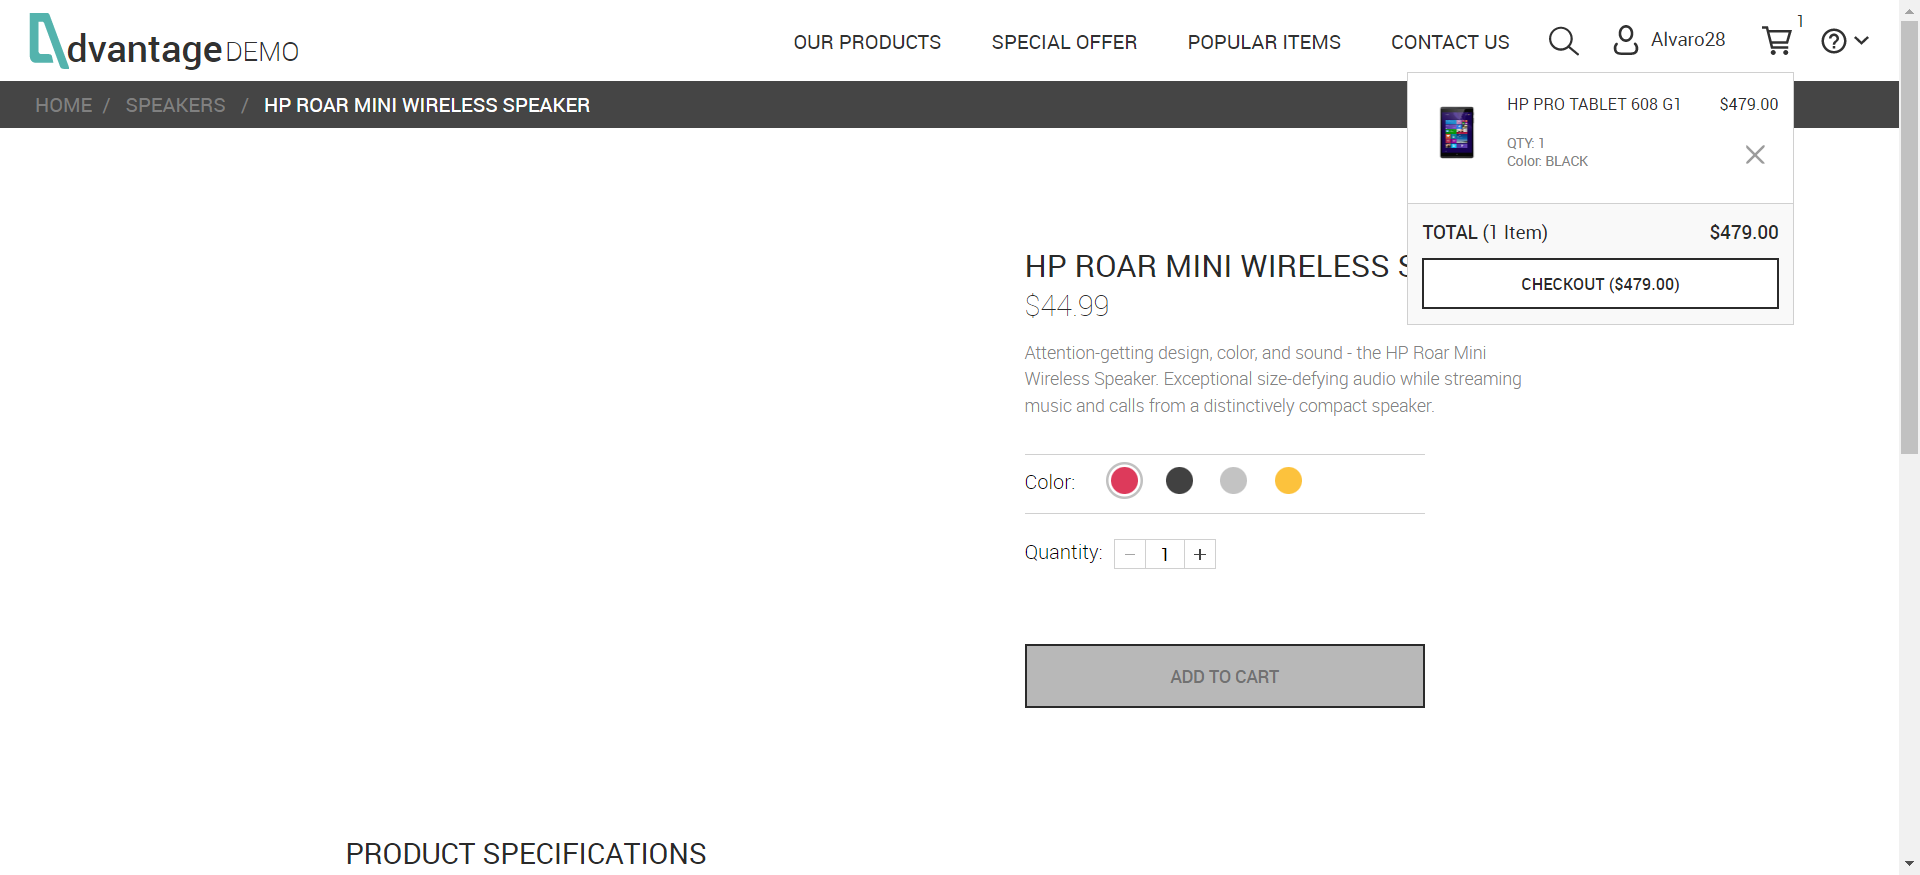 dvantage DEMO
OUR PRODUCTS
SPECIAL OFFER
POPULAR ITEMS
CONTACT US
Alvaro28
1
HOME / SPEAKERS / HP ROAR MINI WIRELESS SPEAKER
HP PRO TABLET 608 G1 $479.00
QTY: 1
Color: BLACK
TOTAL (1 Item) $479.00
CHECKOUT ($479.00)
HP ROAR MINI WIRELESS S
$44.99
Attention-getting design, color, and sound - the HP Roar Mini
Wireless Speaker. Exceptional size-defying audio while streaming
music and calls from a distinctively compact speaker.
Color:
Quantity: − 1 +
ADD TO CART
PRODUCT SPECIFICATIONS